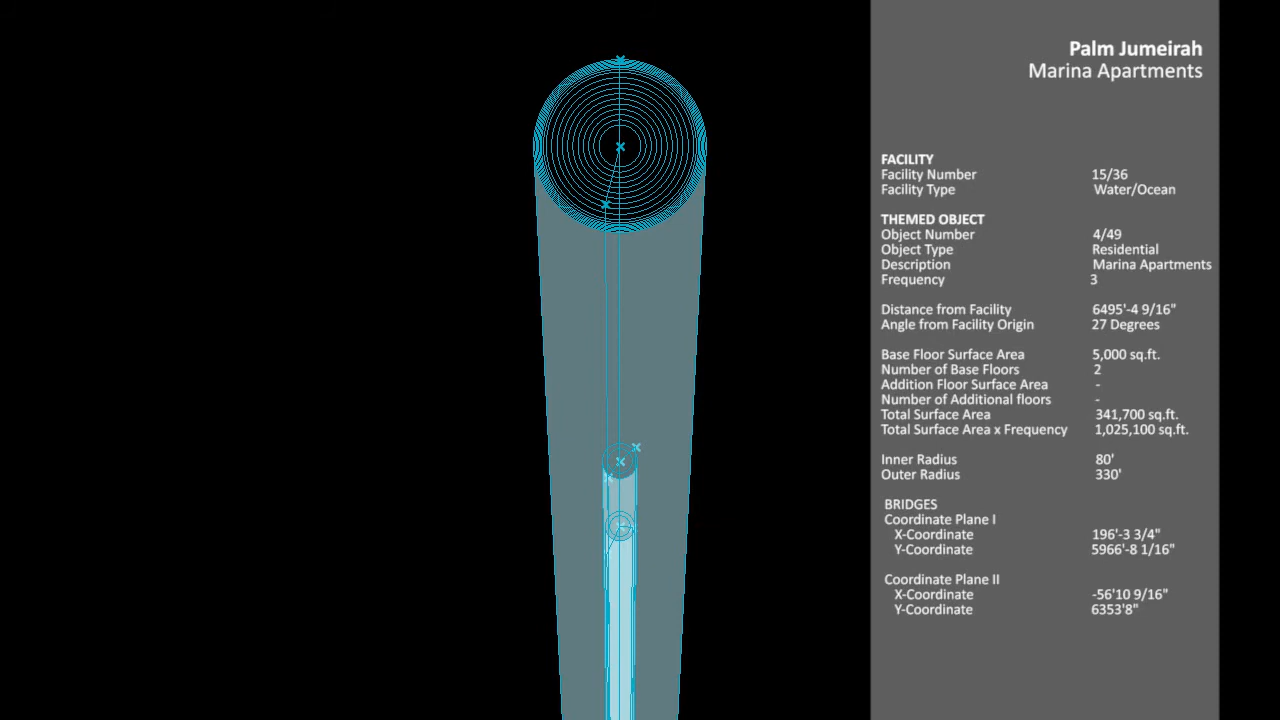 Palm Jumeirah
Marina Apartments
FACILITY
Facility Number 15/36
Facility Type Water/Ocean
THEMED OBJECT
Object Number 4/49
Object Type Residential
Description Marina Apartments
Frequency 3
Distance from Facility 6495'-4 9/16"
Angle from Facility Origin 27 Degrees
Base Floor Surface Area 5,000 sq.ft.
Number of Base Floors 2
Addition Floor Surface Area -
Number of Additional floors -
Total Surface Area 341,700 sq.ft.
Total Surface Area x Frequency 1,025,100 sq.ft.
Inner Radius 80'
Outer Radius 330'
BRIDGES
Coordinate Plane I
X-Coordinate 196'-3 3/4"
Y-Coordinate 5966'-8 1/16"
Coordinate Plane II
X-Coordinate -56'10 9/16"
Y-Coordinate 6353'8"